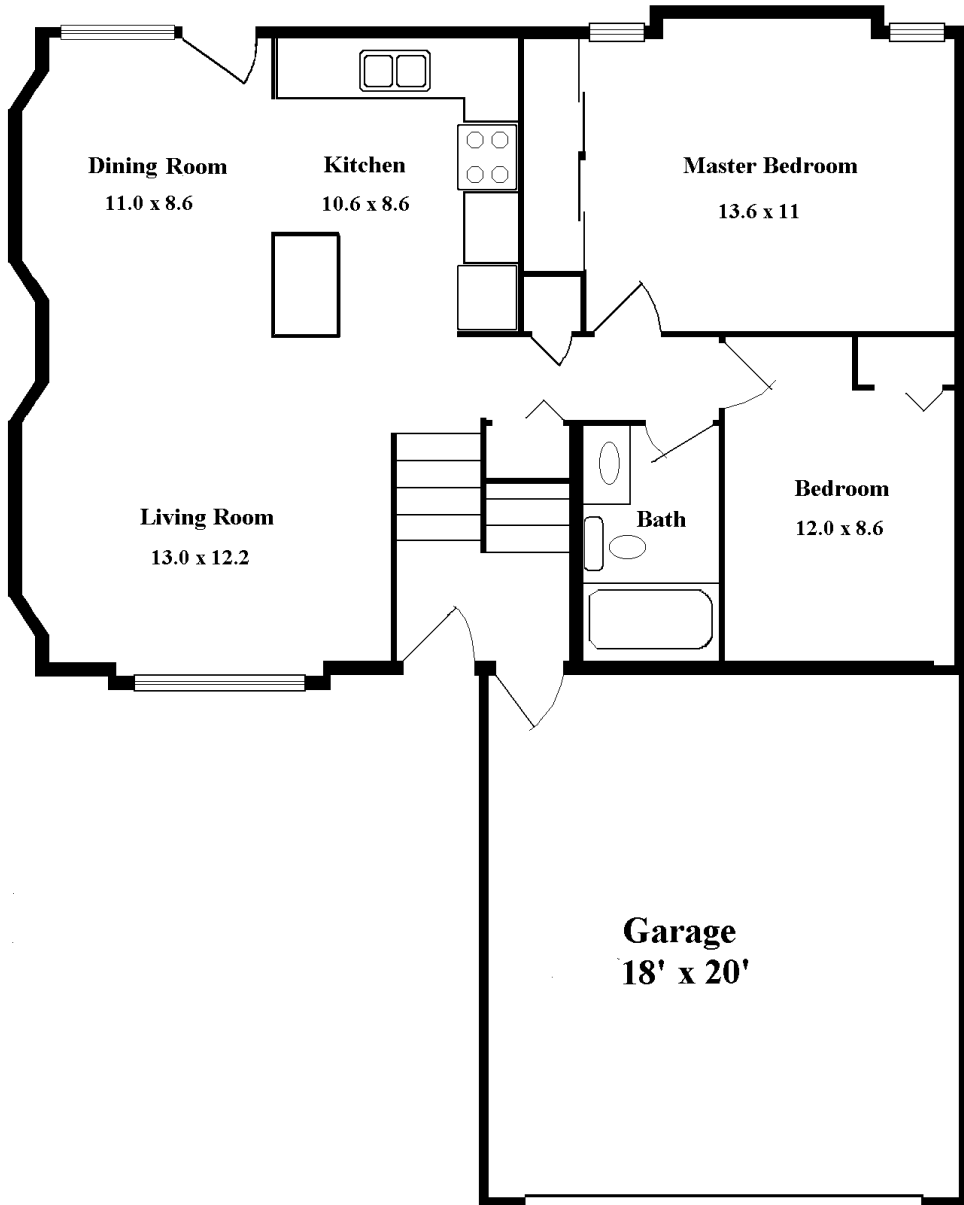 Dining Room
11.0 x 8.6
Kitchen
10.6 x 8.6
Master Bedroom
13.6 x 11
Living Room
13.0 x 12.2
Bath
Bedroom
12.0 x 8.6
Garage
18' x 20'